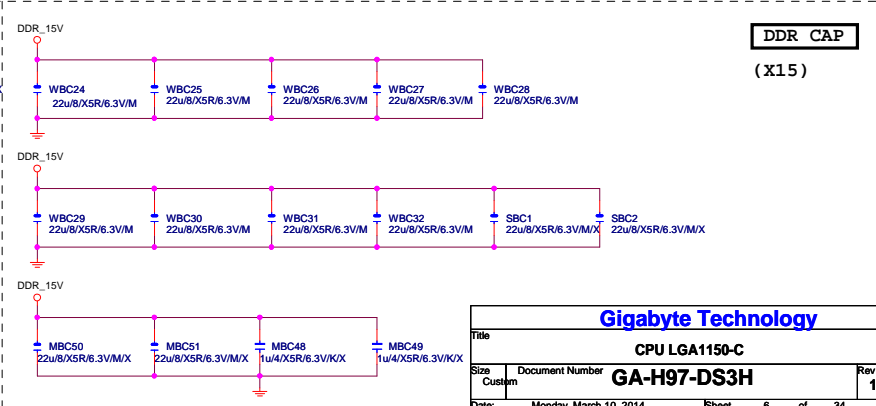 DDR_15V
DDR CAP
(X15)
WBC24
22u/8/X5R/6.3V/M
WBC25
22u/8/X5R/6.3V/M
WBC26
22u/8/X5R/6.3V/M
WBC27
22u/8/X5R/6.3V/M
WBC28
22u/8/X5R/6.3V/M
DDR_15V
WBC29
22u/8/X5R/6.3V/M
WBC30
22u/8/X5R/6.3V/M
WBC31
22u/8/X5R/6.3V/M
WBC32
22u/8/X5R/6.3V/M
SBC1
22u/8/X5R/6.3V/M/X
SBC2
22u/8/X5R/6.3V/M/X
DDR_15V
MBC50
22u/8/X5R/6.3V/M/X
MBC51
22u/8/X5R/6.3V/M/X
MBC48
1u/4/X5R/6.3V/K/X
MBC49
1u/4/X5R/6.3V/K/X
Gigabyte Technology
Title
CPU LGA1150-C
Size
Custom
Document Number
GA-H97-DS3H
Rev
1
Date: Monday, March 10, 2014 Sheet 6 of 34